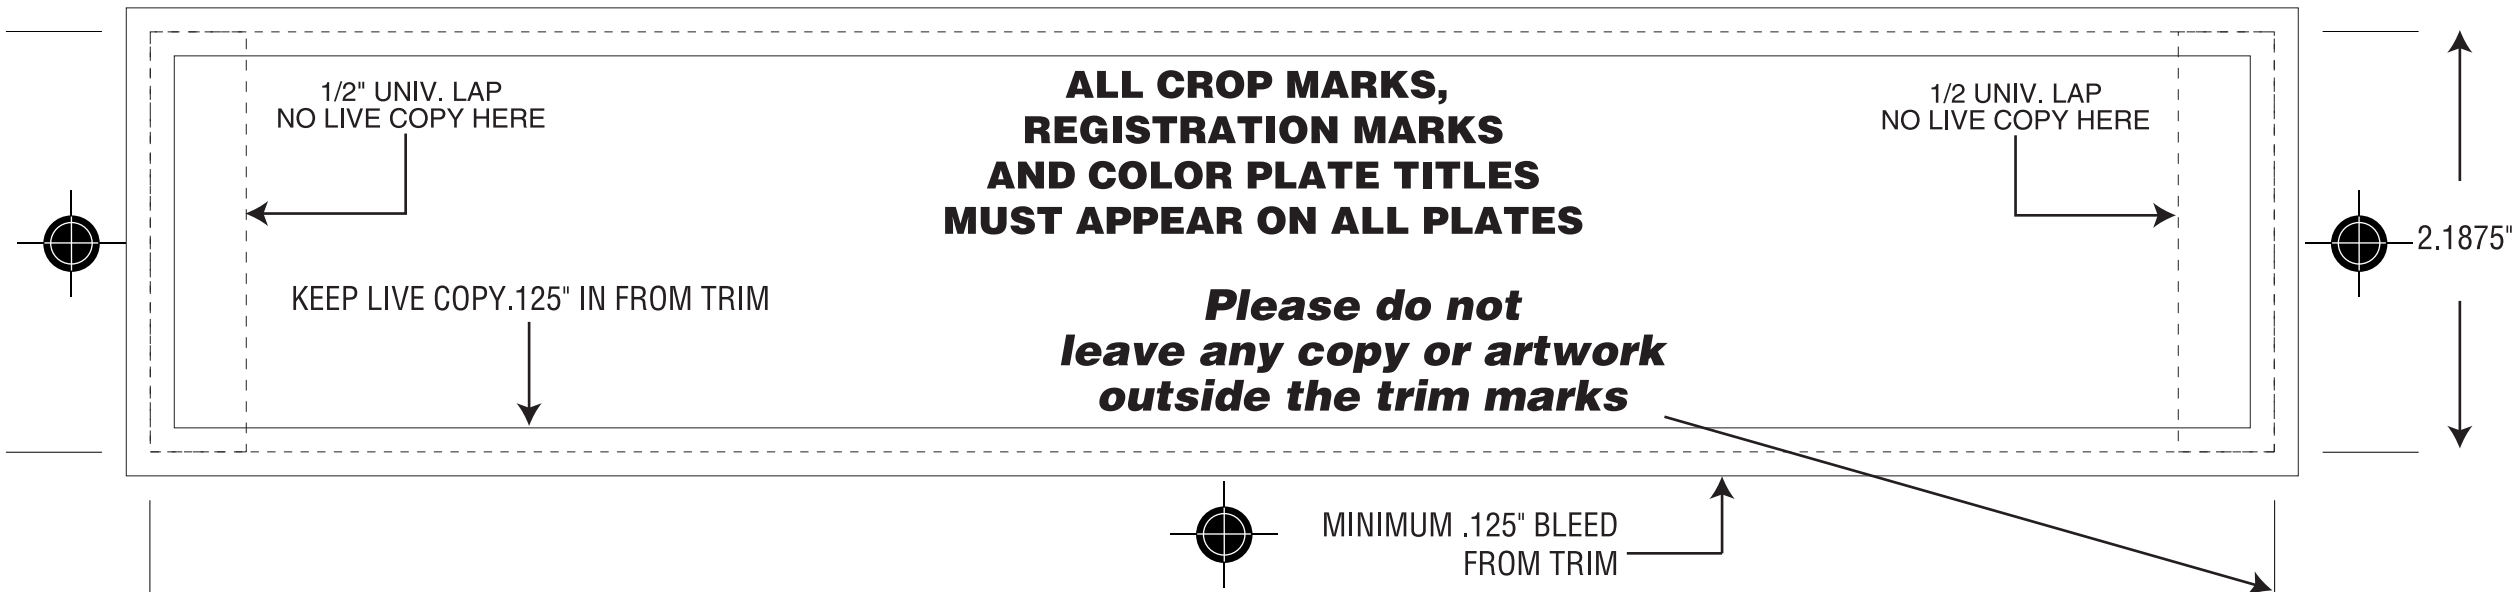 1/2" UNIV. LAP
NO LIVE COPY HERE
ALL CROP MARKS,
REGISTRATION MARKS
AND COLOR PLATE TITLES
MUST APPEAR ON ALL PLATES
1/2 UNIV. LAP
NO LIVE COPY HERE
2.1875"
KEEP LIVE COPY.125" IN FROM TRIM
Please do not
leave any copy or artwork
outside the trim marks
MINIMUM .125" BLEED
FROM TRIM